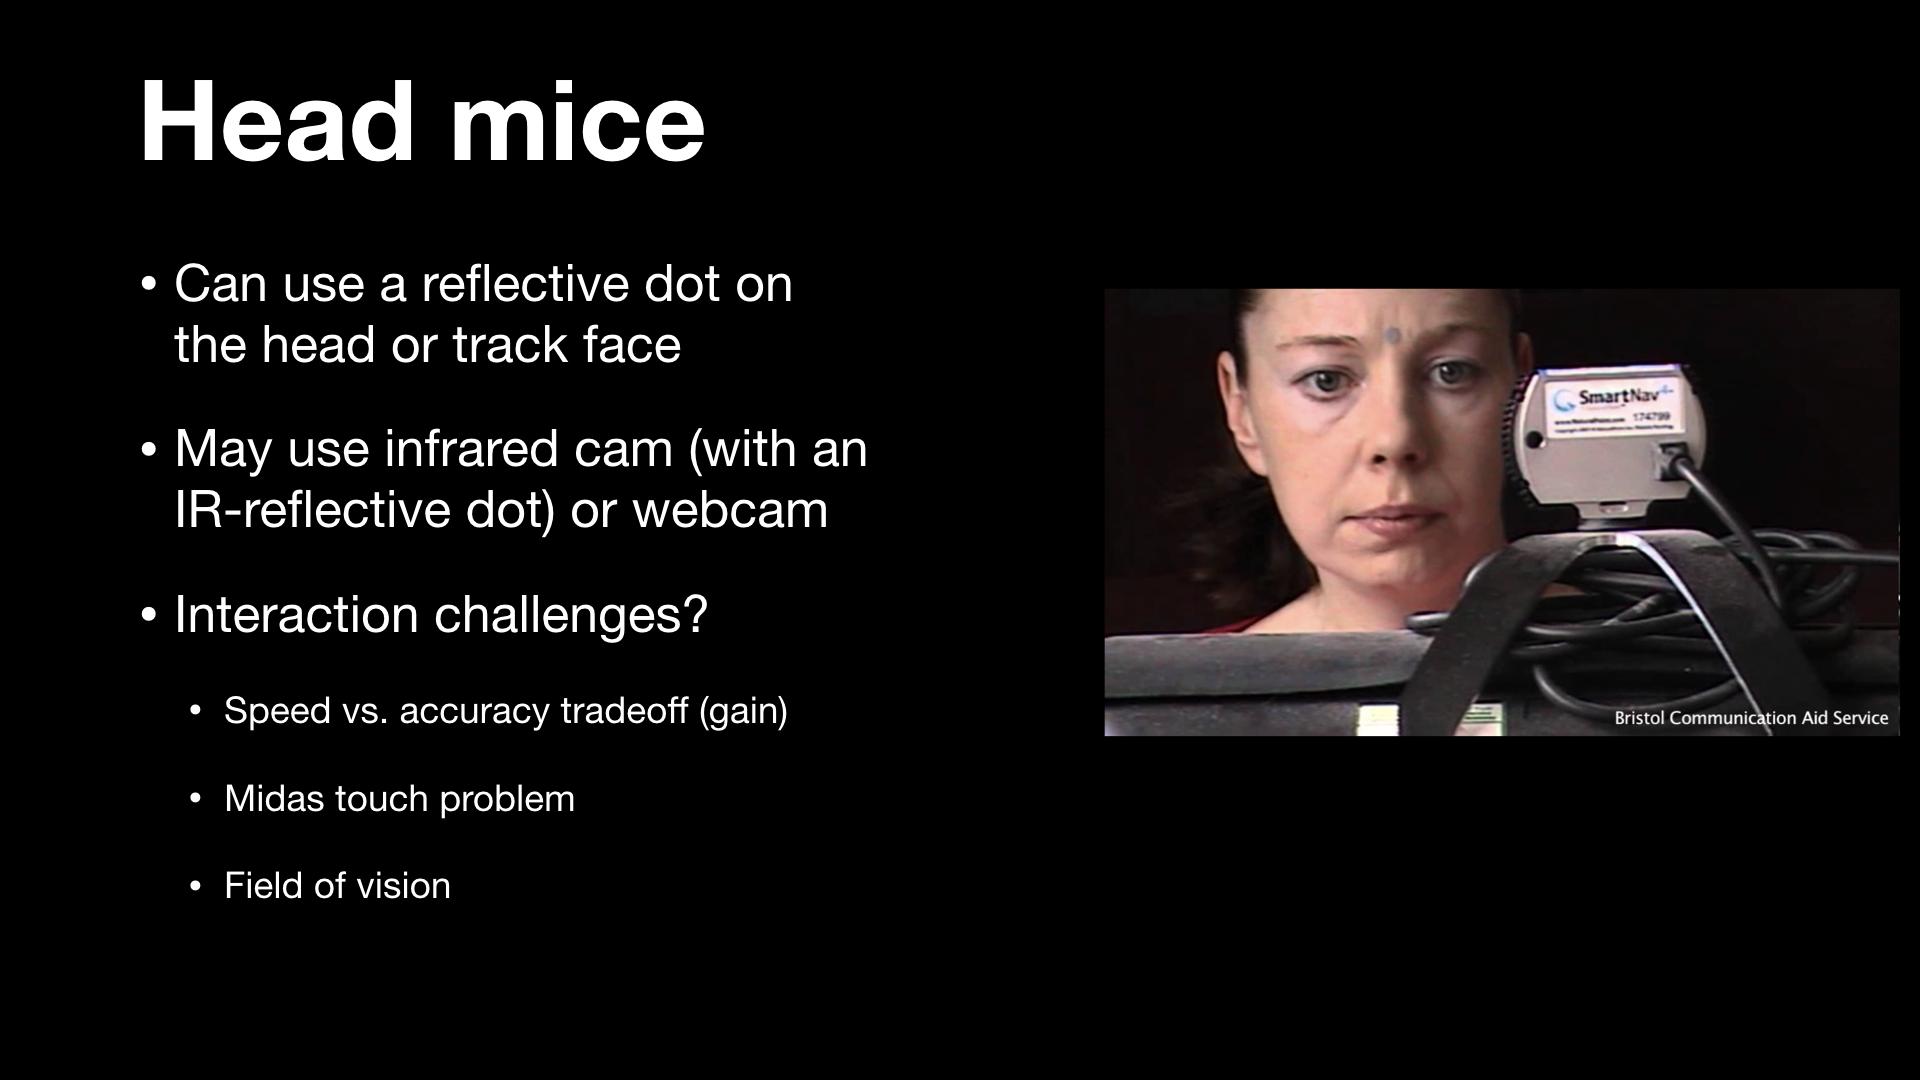 Head mice
• Can use a reflective dot on
the head or track face
• May use infrared cam (with an
IR-reflective dot) or webcam
• Interaction challenges?
• Speed vs. accuracy tradeoff (gain)
• Midas touch problem
• Field of vision
SmartNav
174799
Bristol Communication Aid Service